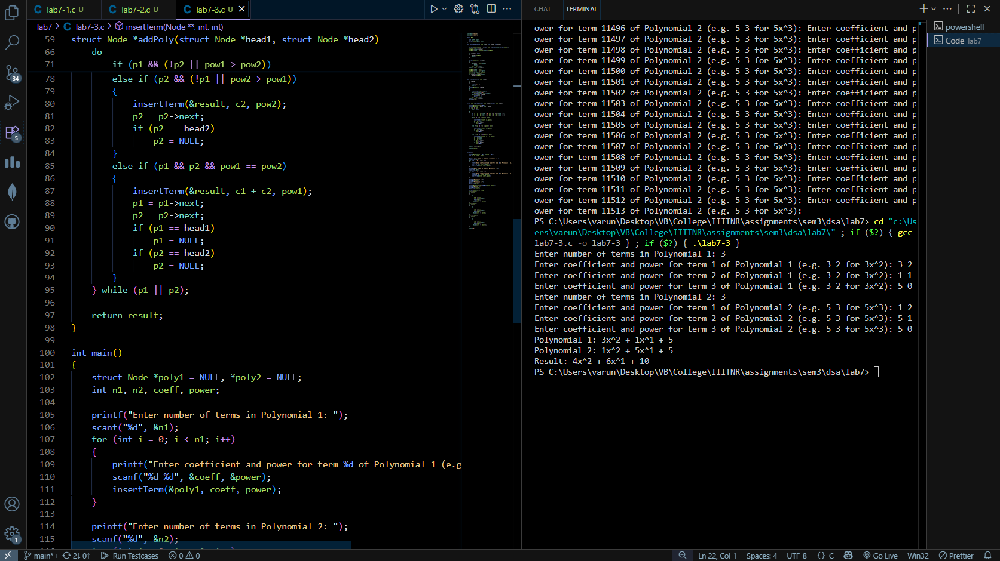 lab7-1.c U
lab7-2.c U
lab7-3.c U
CHAT
TERMINAL
lab7 > C lab7-3.c > insertTerm(Node **, int, int)
59 struct Node *addPoly(struct Node *head1, struct Node *head2)
66 do
71 if (p1 && (!p2 || pow1 > pow2))
78 else if (p2 && (!p1 || pow2 > pow1))
79 {
80 insertTerm(&result, c2, pow2);
81 p2 = p2->next;
82 if (p2 == head2)
83 p2 = NULL;
84 }
85 else if (p1 && p2 && pow1 == pow2)
86 {
87 insertTerm(&result, c1 + c2, pow1);
88 p1 = p1->next;
89 p2 = p2->next;
90 if (p1 == head1)
91 p1 = NULL;
92 if (p2 == head2)
93 p2 = NULL;
94 }
95 } while (p1 || p2);
96
97 return result;
98 }
99
100 int main()
101 {
102 struct Node *poly1 = NULL, *poly2 = NULL;
103 int n1, n2, coeff, power;
104
105 printf("Enter number of terms in Polynomial 1: ");
106 scanf("%d", &n1);
107 for (int i = 0; i < n1; i++)
108 {
109 printf("Enter coefficient and power for term %d of Polynomial 1 (e.g
110 scanf("%d %d", &coeff, &power);
111 insertTerm(&poly1, coeff, power);
112 }
113
114 printf("Enter number of terms in Polynomial 2: ");
115 scanf("%d", &n2);
ower for term 11496 of Polynomial 2 (e.g. 5 3 for 5x^3): Enter coefficient and p
ower for term 11497 of Polynomial 2 (e.g. 5 3 for 5x^3): Enter coefficient and p
ower for term 11498 of Polynomial 2 (e.g. 5 3 for 5x^3): Enter coefficient and p
ower for term 11499 of Polynomial 2 (e.g. 5 3 for 5x^3): Enter coefficient and p
ower for term 11500 of Polynomial 2 (e.g. 5 3 for 5x^3): Enter coefficient and p
ower for term 11501 of Polynomial 2 (e.g. 5 3 for 5x^3): Enter coefficient and p
ower for term 11502 of Polynomial 2 (e.g. 5 3 for 5x^3): Enter coefficient and p
ower for term 11503 of Polynomial 2 (e.g. 5 3 for 5x^3): Enter coefficient and p
ower for term 11504 of Polynomial 2 (e.g. 5 3 for 5x^3): Enter coefficient and p
ower for term 11505 of Polynomial 2 (e.g. 5 3 for 5x^3): Enter coefficient and p
ower for term 11506 of Polynomial 2 (e.g. 5 3 for 5x^3): Enter coefficient and p
ower for term 11507 of Polynomial 2 (e.g. 5 3 for 5x^3): Enter coefficient and p
ower for term 11508 of Polynomial 2 (e.g. 5 3 for 5x^3): Enter coefficient and p
ower for term 11509 of Polynomial 2 (e.g. 5 3 for 5x^3): Enter coefficient and p
ower for term 11510 of Polynomial 2 (e.g. 5 3 for 5x^3): Enter coefficient and p
ower for term 11511 of Polynomial 2 (e.g. 5 3 for 5x^3): Enter coefficient and p
ower for term 11512 of Polynomial 2 (e.g. 5 3 for 5x^3): Enter coefficient and p
ower for term 11513 of Polynomial 2 (e.g. 5 3 for 5x^3):
PS C:\Users\varun\Desktop\VB\College\IIITNR\assignments\sem3\dsa\lab7> cd "c:\Us
ers\varun\Desktop\VB\College\IIITNR\assignments\sem3\dsa\lab7\" ; if ($?) { gcc
lab7-3.c -o lab7-3 } ; if ($?) { .\lab7-3 }
Enter number of terms in Polynomial 1: 3
Enter coefficient and power for term 1 of Polynomial 1 (e.g. 3 2 for 3x^2): 3 2
Enter coefficient and power for term 2 of Polynomial 1 (e.g. 3 2 for 3x^2): 1 1
Enter coefficient and power for term 3 of Polynomial 1 (e.g. 3 2 for 3x^2): 5 0
Enter number of terms in Polynomial 2: 3
Enter coefficient and power for term 1 of Polynomial 2 (e.g. 5 3 for 5x^3): 1 2
Enter coefficient and power for term 2 of Polynomial 2 (e.g. 5 3 for 5x^3): 5 1
Enter coefficient and power for term 3 of Polynomial 2 (e.g. 5 3 for 5x^3): 5 0
Polynomial 1: 3x^2 + 1x^1 + 5
Polynomial 2: 1x^2 + 5x^1 + 5
Result: 4x^2 + 6x^1 + 10
PS C:\Users\varun\Desktop\VB\College\IIITNR\assignments\sem3\dsa\lab7>
powershell
Code lab7
34
5
1
main*+ 2↓ 0↑ Run Testcases 0 0
Ln 22, Col 1 Spaces: 4 UTF-8 {} C Go Live Win32 Prettier